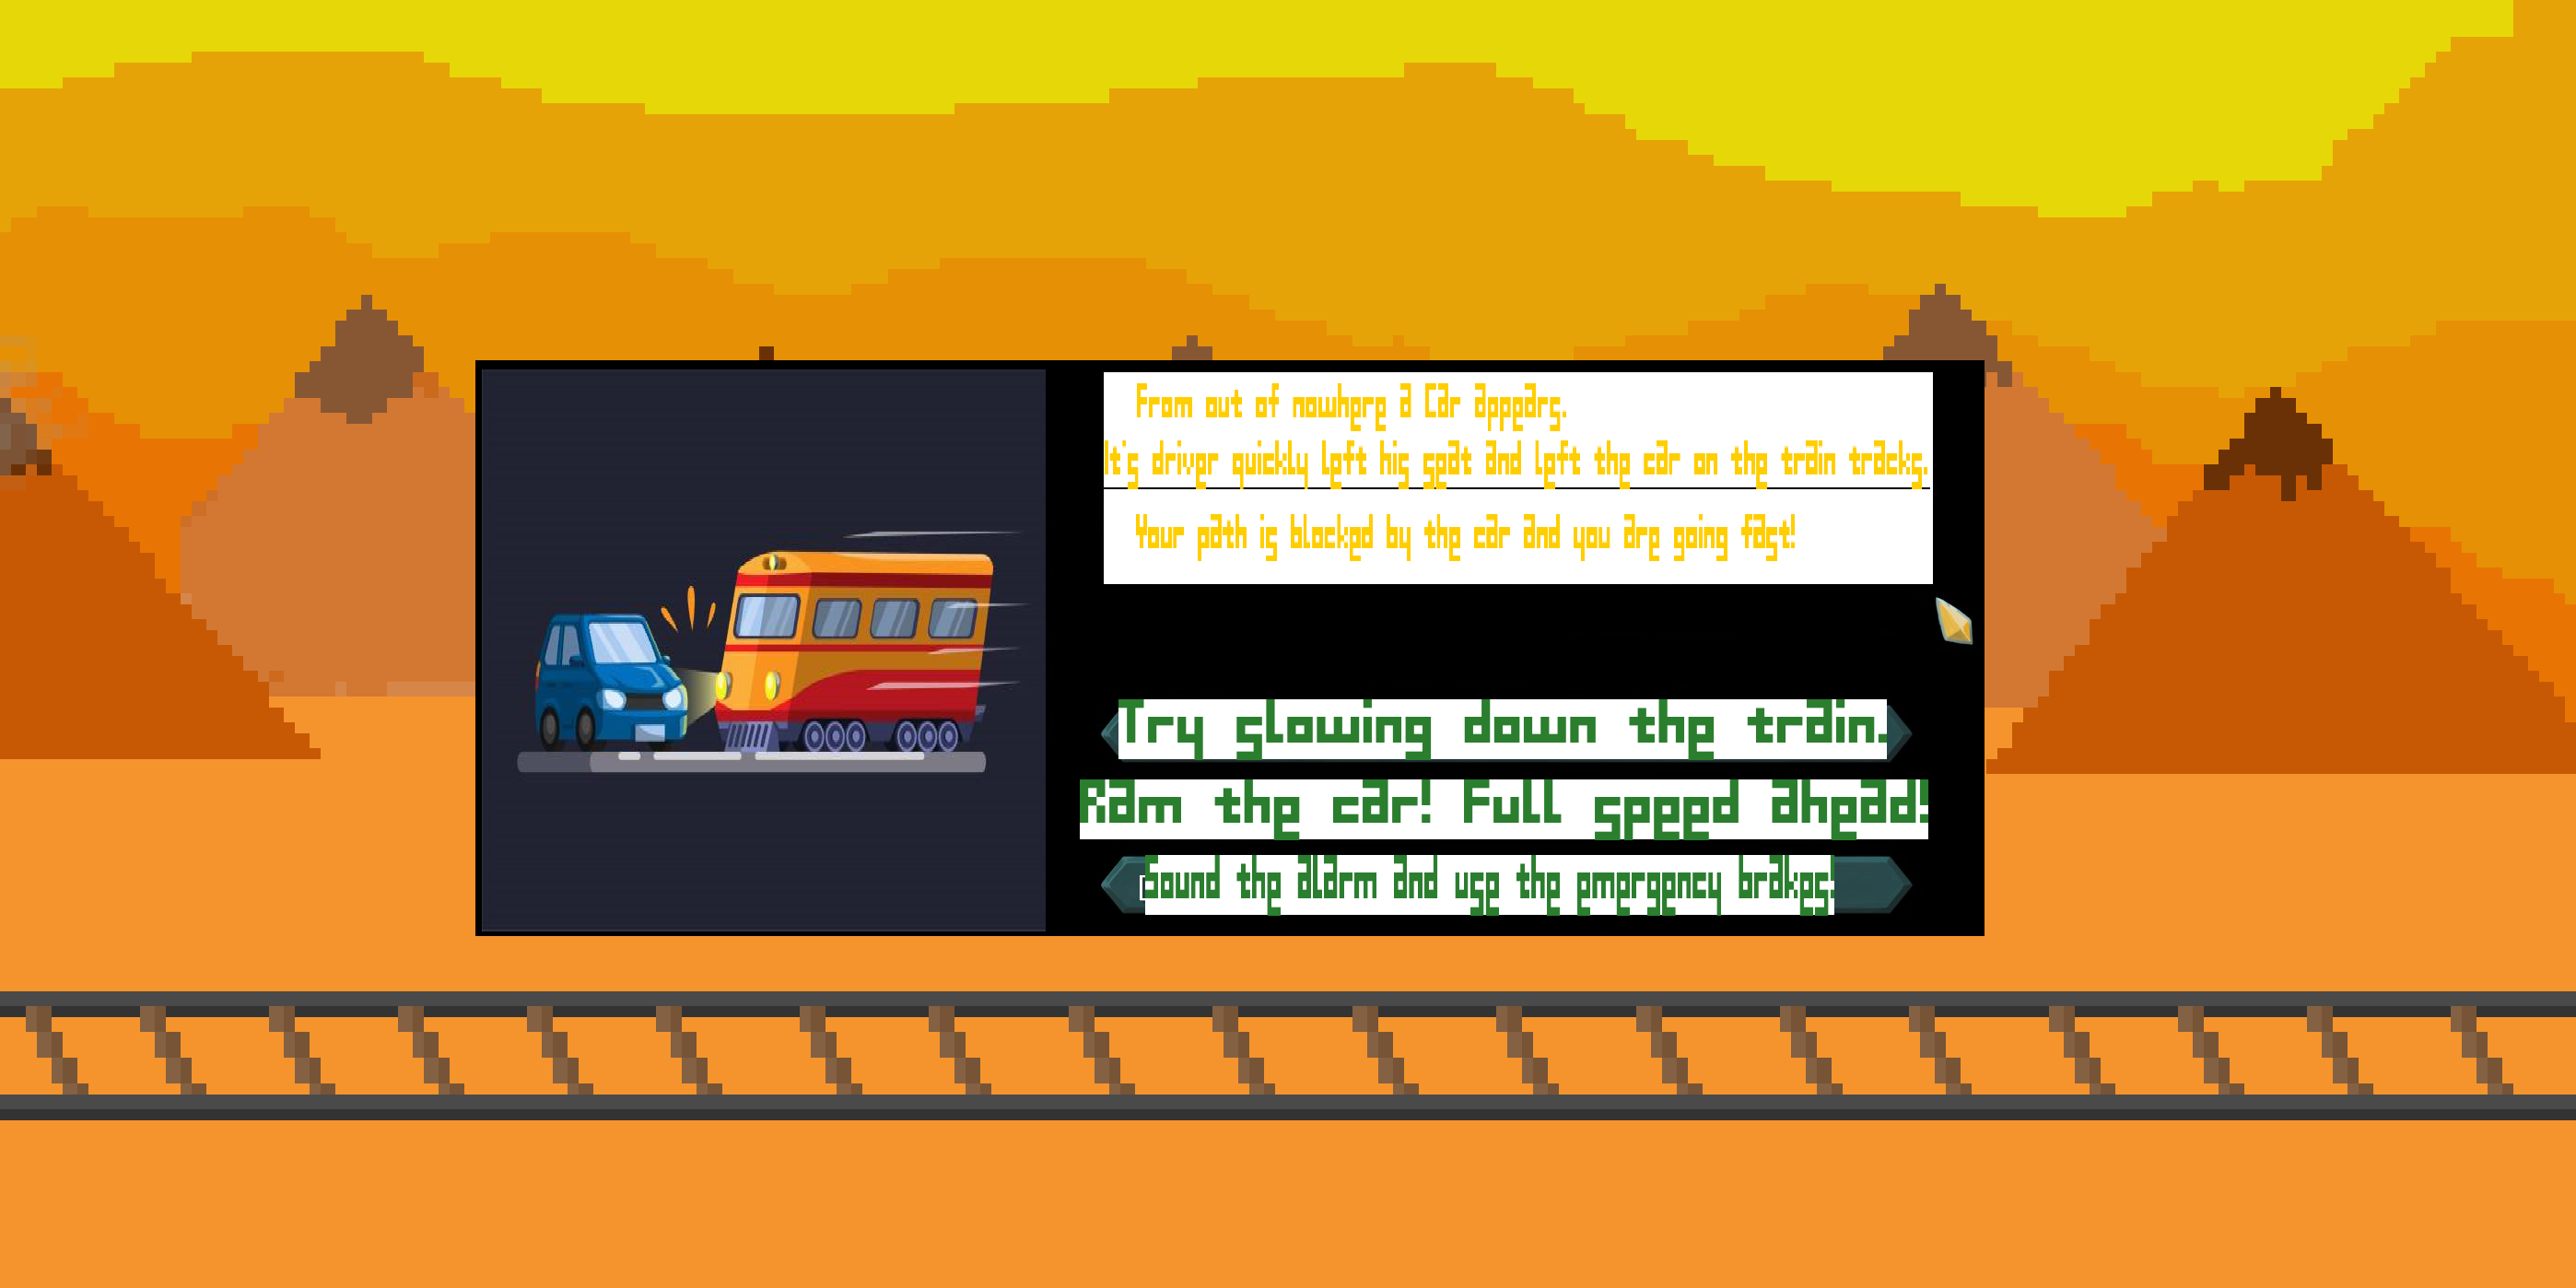 From out of nowhere a Car appears.
It's driver quickly left his seat and left the car on the train tracks.
Your path is blocked by the car and you are going fast!
Try slowing down the train.
Ram the car! Full speed ahead!
Sound the alarm and use the emergency brakes!